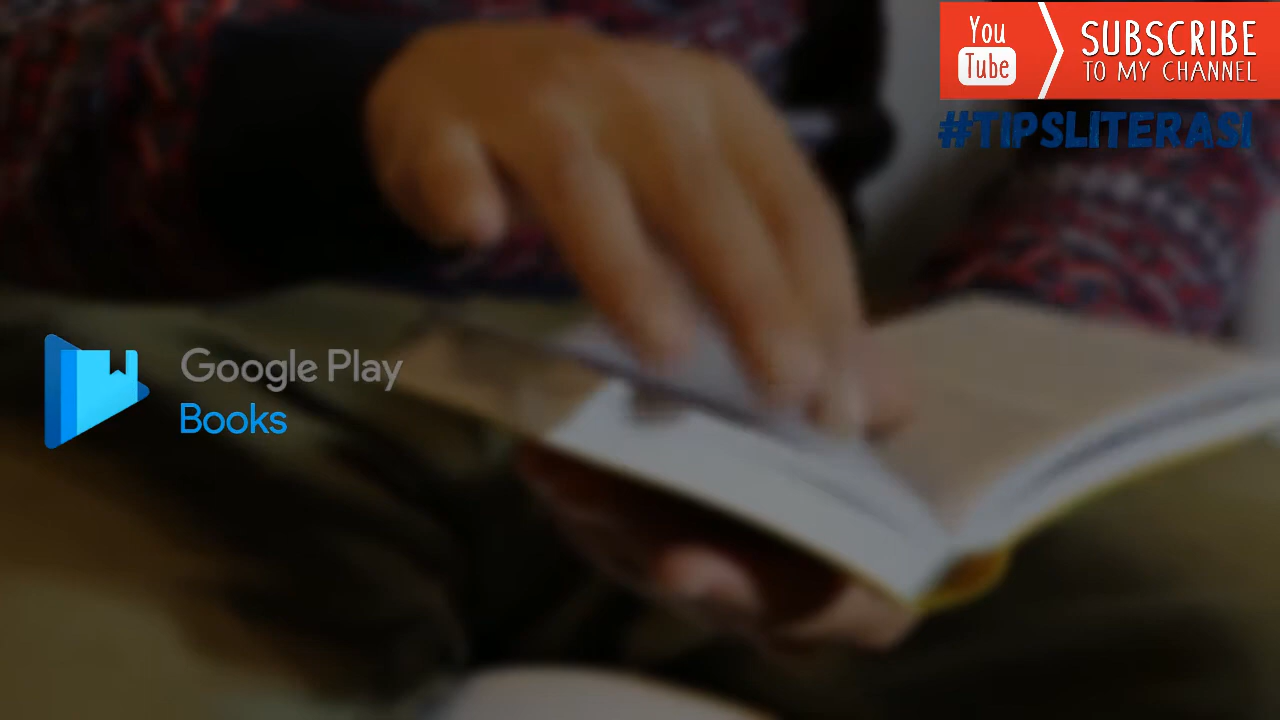 You
Tube
SUBSCRIBE
TO MY CHANNEL
#TIPSLITERASI
Google Play
Books